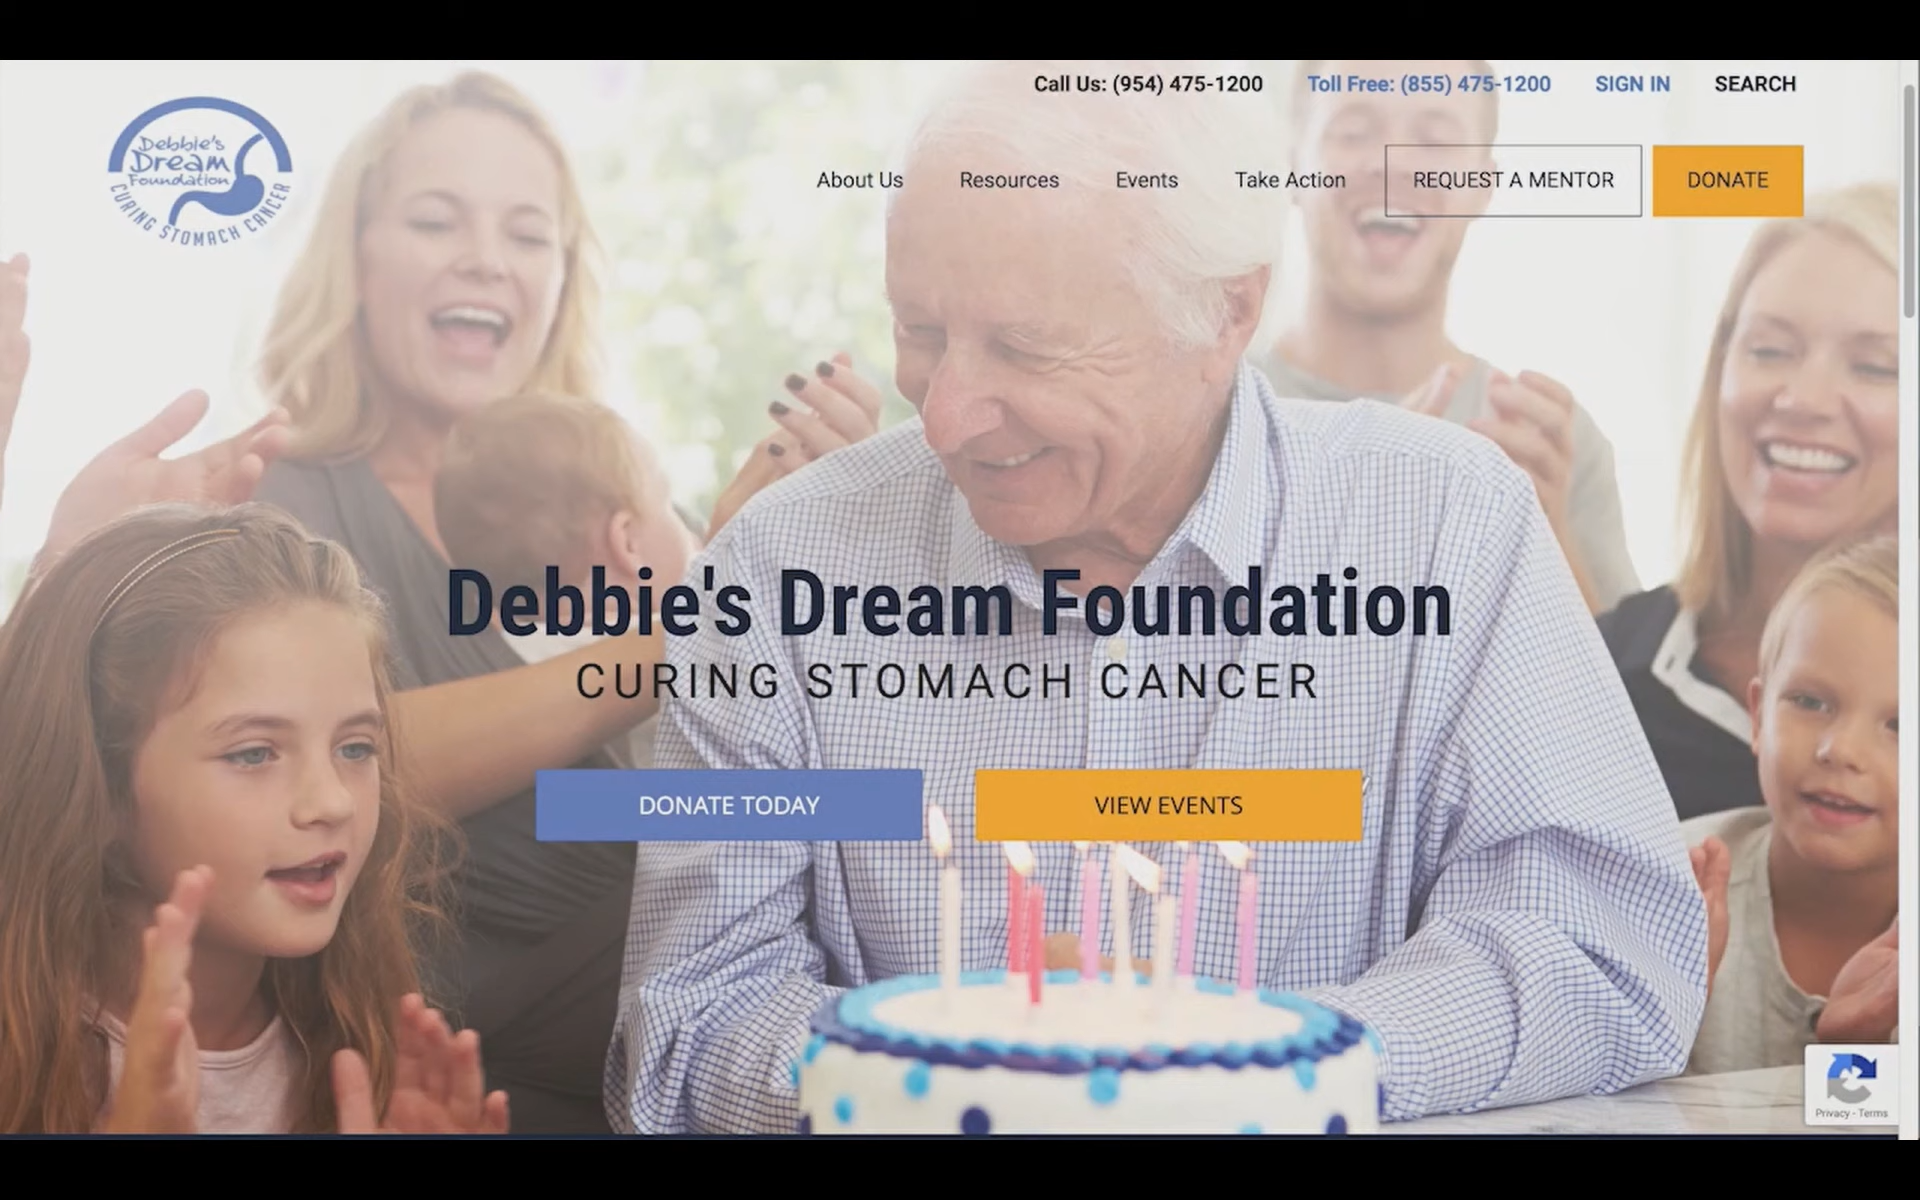 Call Us: (954) 475-1200 Toll Free: (855) 475-1200 SIGN IN SEARCH
Debbie's
Dream
Foundation
CURING STOMACH CANCER
About Us Resources Events Take Action REQUEST A MENTOR DONATE
Debbie's Dream Foundation
CURING STOMACH CANCER
DONATE TODAY VIEW EVENTS
Privacy - Terms